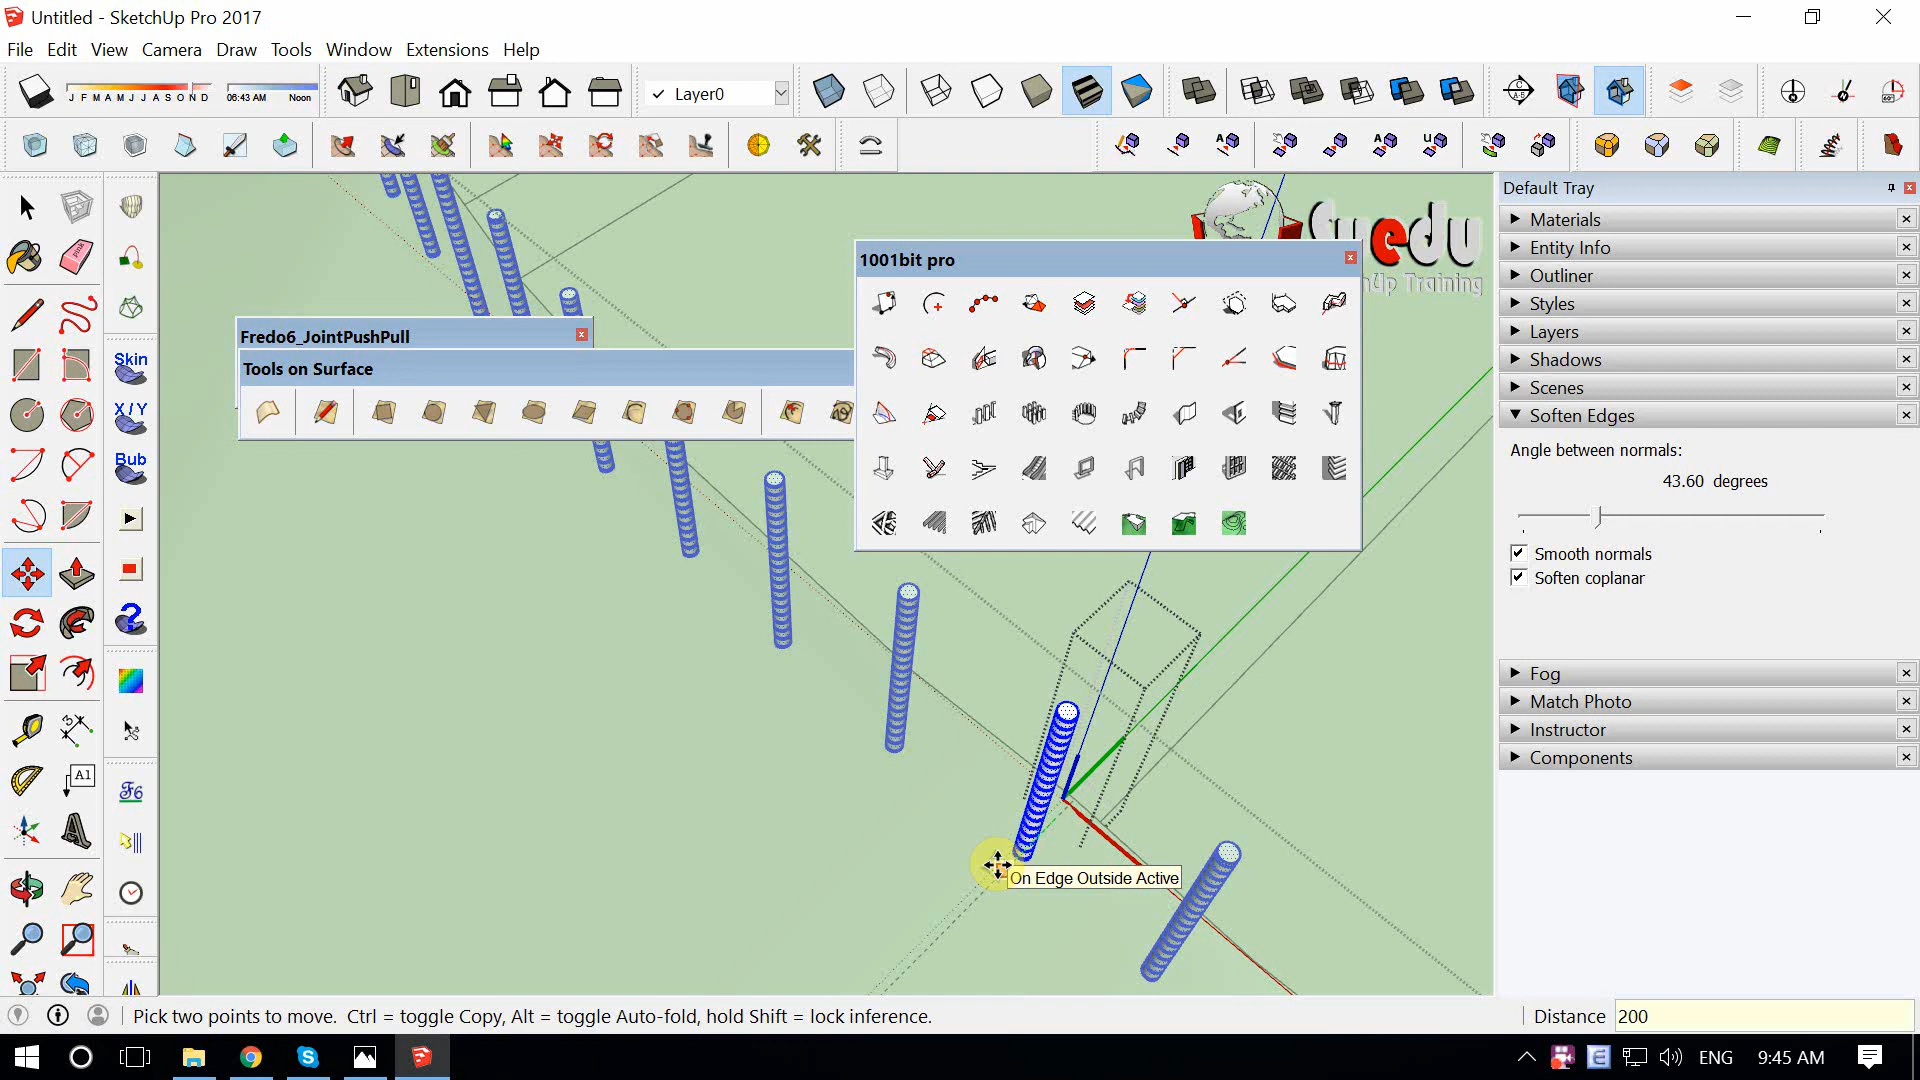 Untitled - SketchUp Pro 2017
File Edit View Camera Draw Tools Window Extensions Help
J F M A M J J A S O N D
06:43 AM Noon
Layer0
Default Tray
Materials
Entity Info
Outliner
Styles
Layers
Shadows
Scenes
Soften Edges
Angle between normals:
43.60 degrees
Smooth normals
Soften coplanar
Fog
Match Photo
Instructor
Components
1001bit pro
Fredo6_JointPushPull
Tools on Surface
Skin
X/Y
Bub
A1
On Edge Outside Active
Up Training
Pick two points to move. Ctrl = toggle Copy, Alt = toggle Auto-fold, hold Shift = lock inference.
Distance 200
ENG 9:45 AM